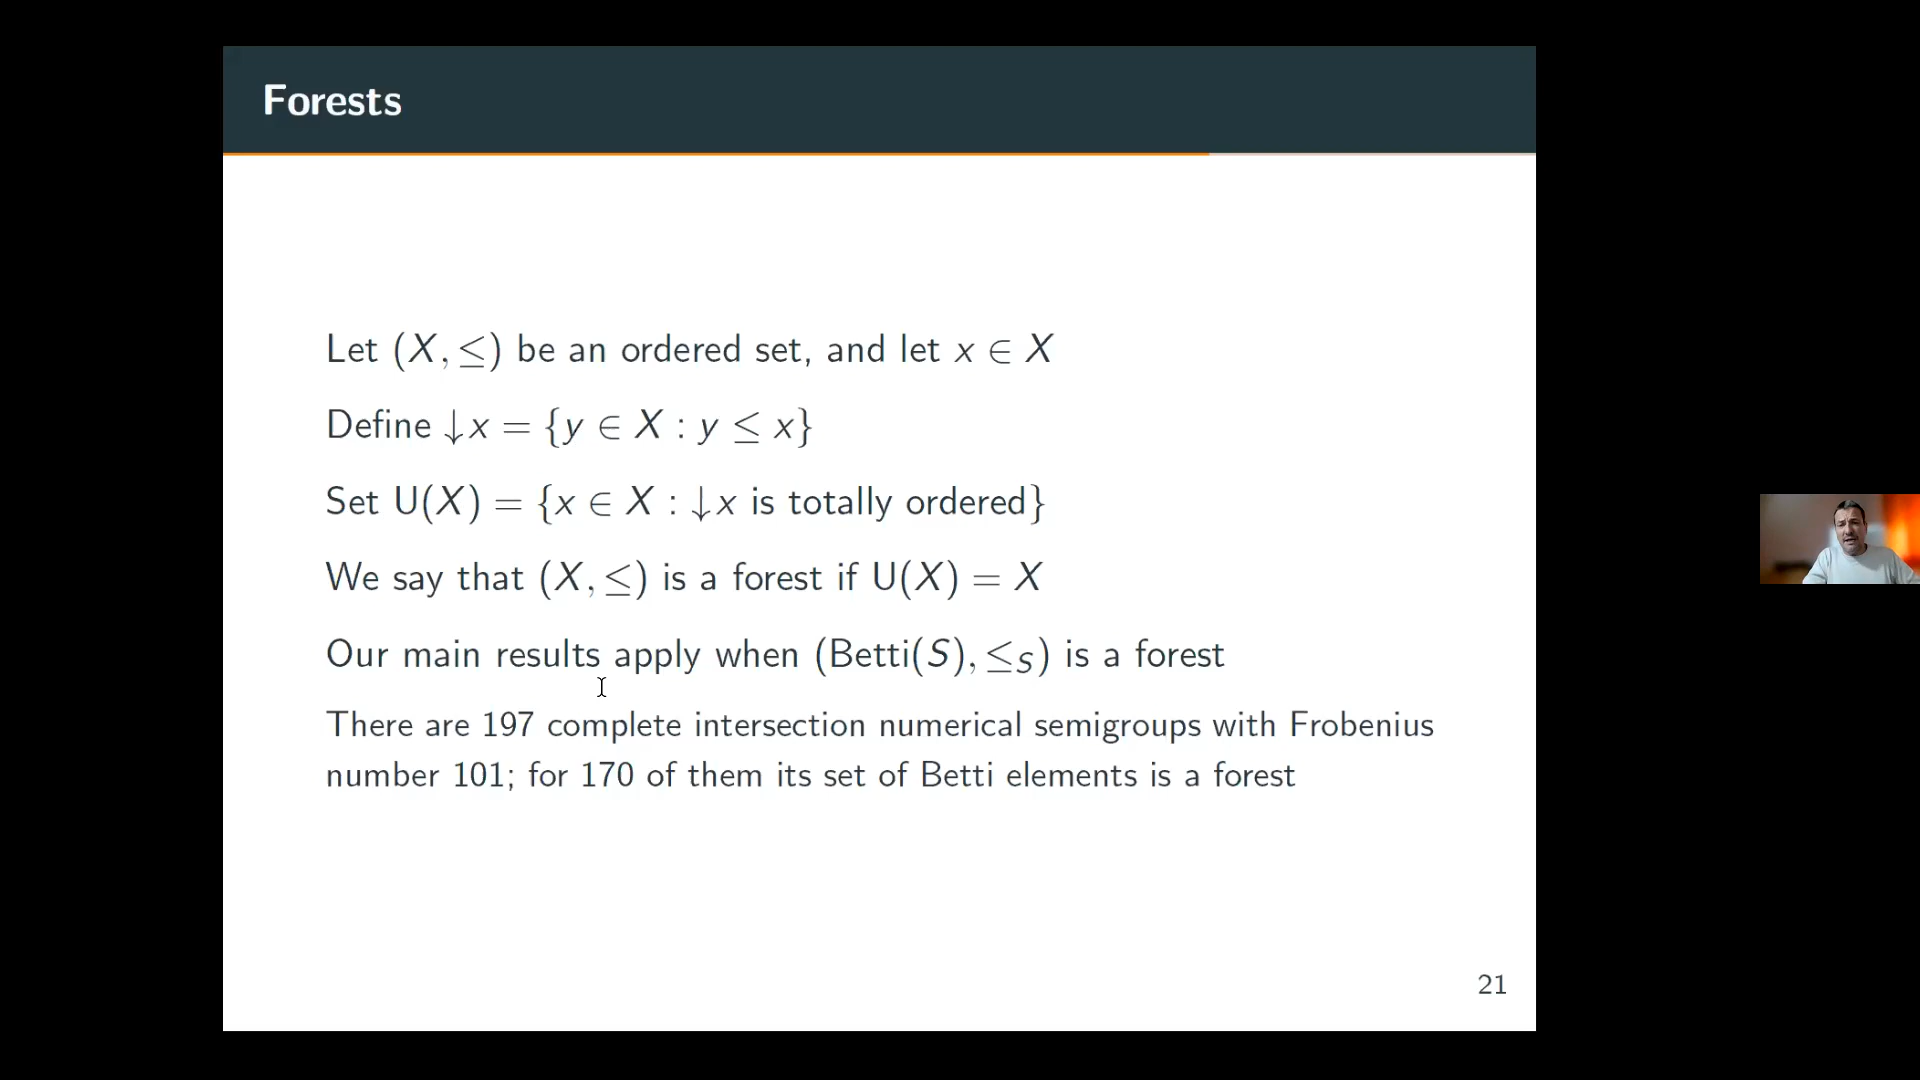 Forests
Let (X, ≤) be an ordered set, and let x ∈ X
Define ↓x = {y ∈ X : y ≤ x}
Set U(X) = {x ∈ X : ↓x is totally ordered}
We say that (X, ≤) is a forest if U(X) = X
Our main results apply when (Betti(S), ≤_S) is a forest
There are 197 complete intersection numerical semigroups with Frobenius
number 101; for 170 of them its set of Betti elements is a forest
21